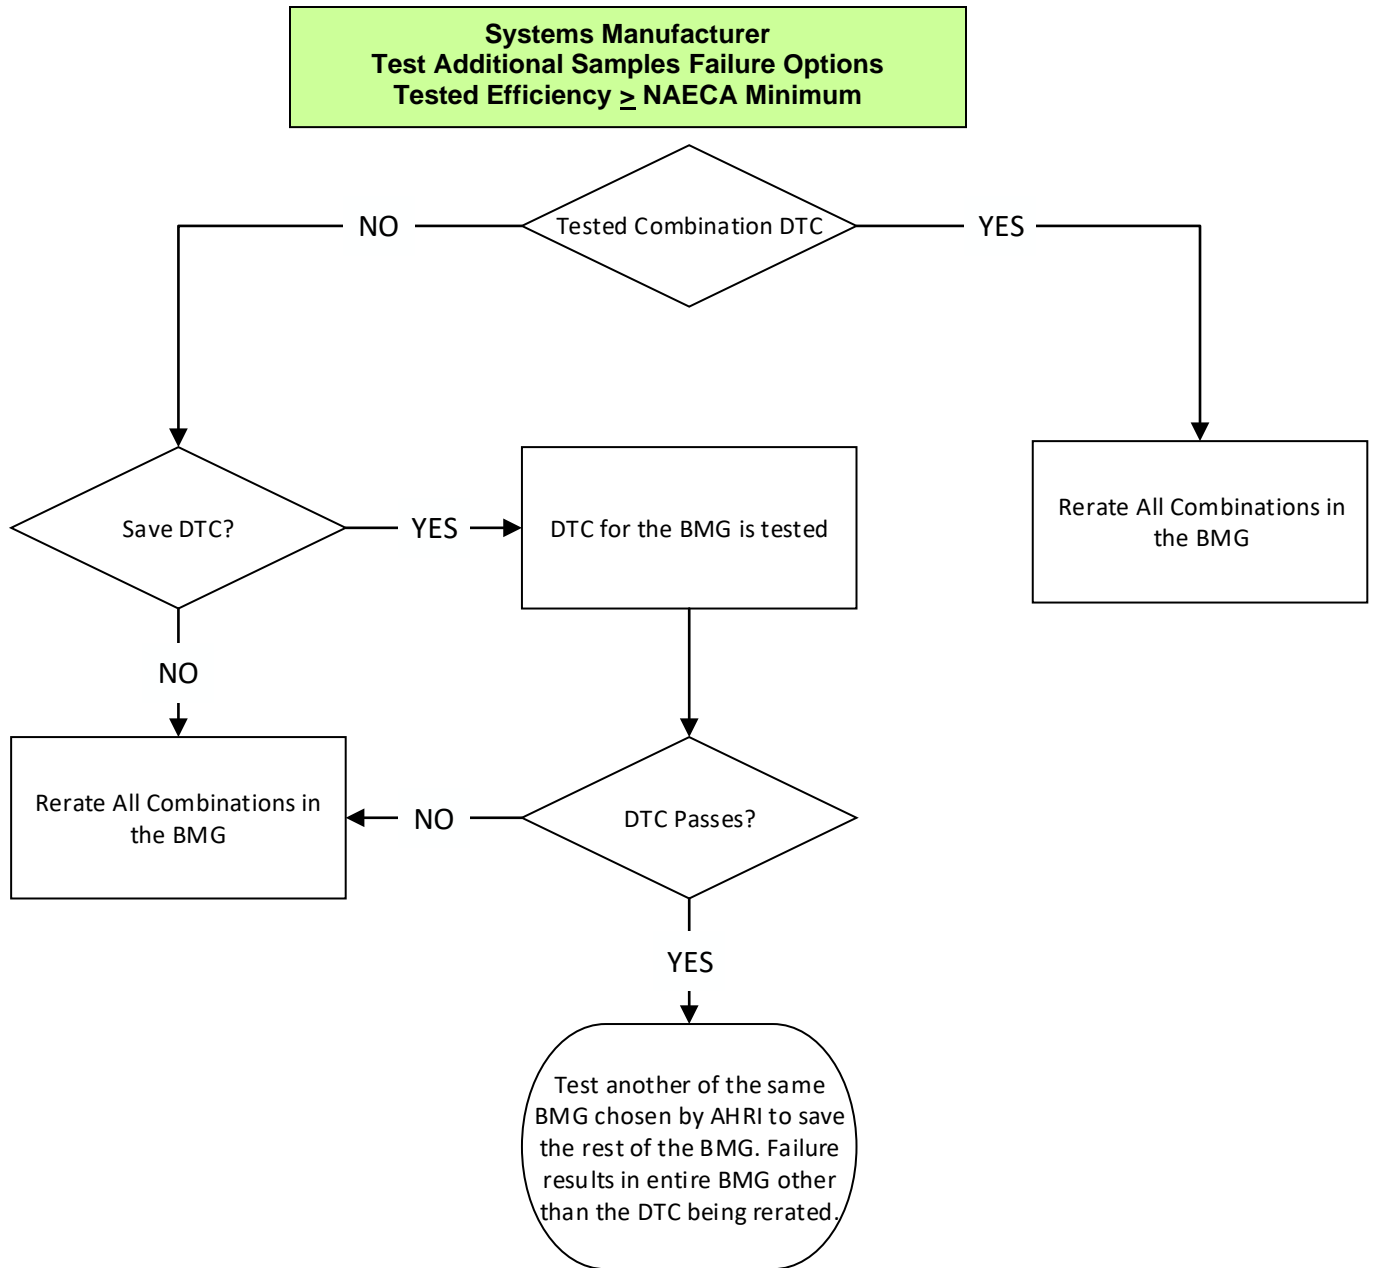 Systems Manufacturer
Test Additional Samples Failure Options
Tested Efficiency ≥ NAECA Minimum
Tested Combination DTC
NO
YES
Save DTC?
YES
DTC for the BMG is tested
Rerate All Combinations in
the BMG
NO
Rerate All Combinations in
the BMG
NO
DTC Passes?
YES
Test another of the same
BMG chosen by AHRI to save
the rest of the BMG. Failure
results in entire BMG other
than the DTC being rerated.